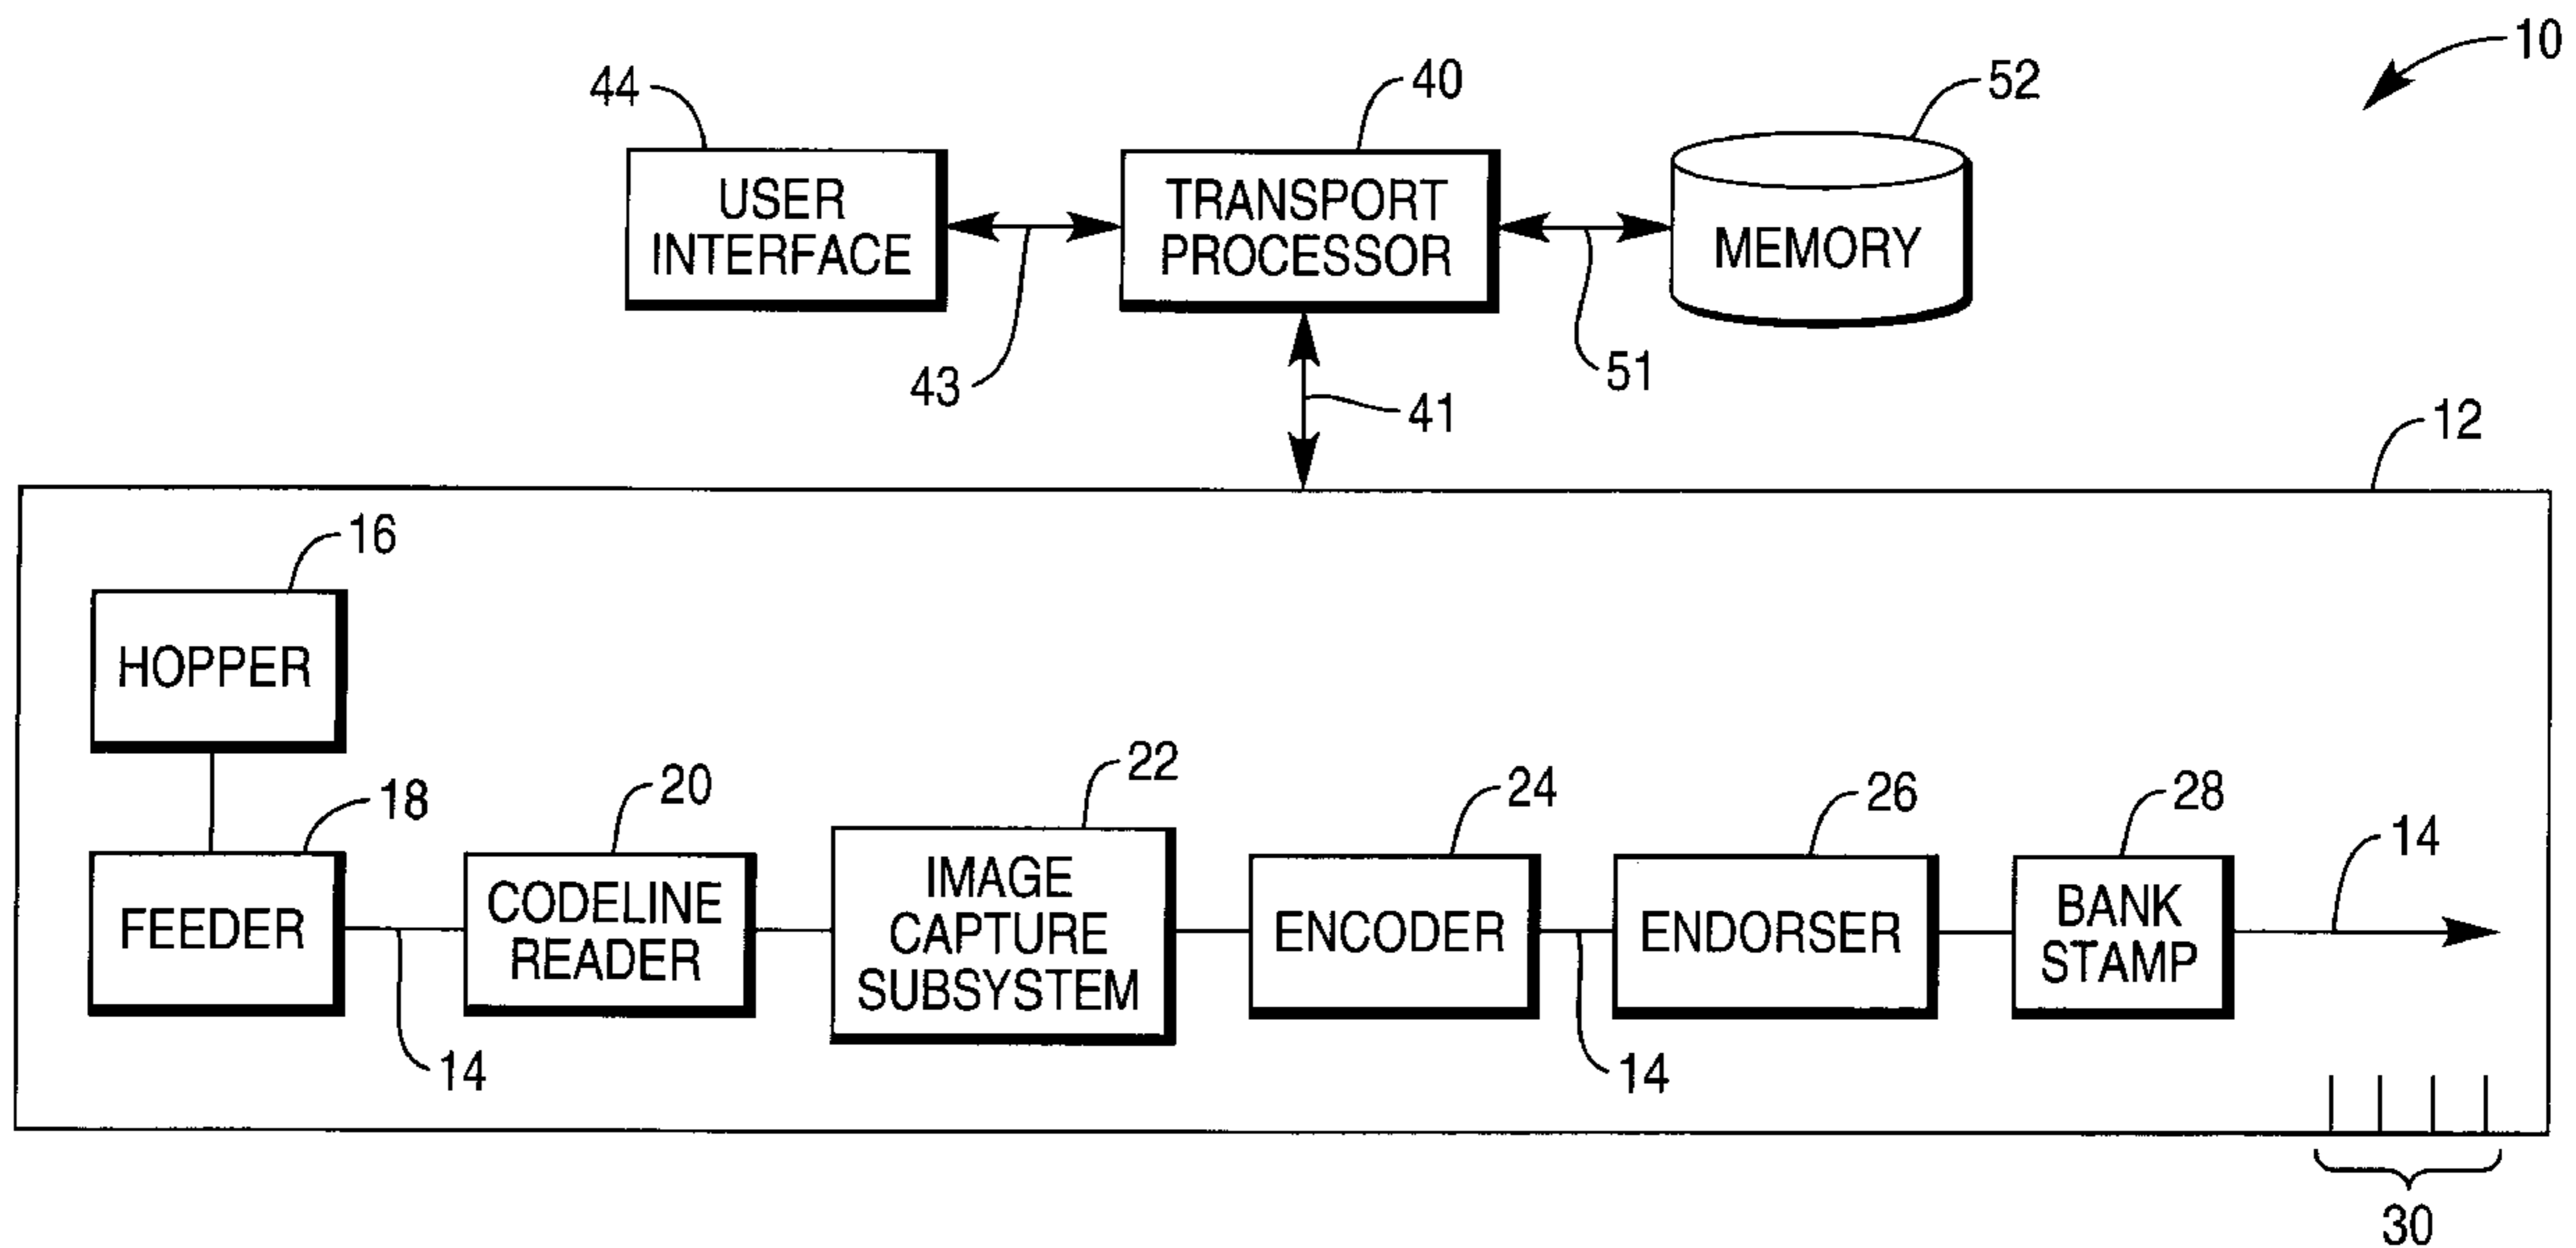 10
44
40
52
USER
INTERFACE
TRANSPORT
PROCESSOR
MEMORY
43
51
41
12
16
HOPPER
18
20
22
24
26
28
14
FEEDER
CODELINE
READER
IMAGE
CAPTURE
SUBSYSTEM
ENCODER
ENDORSER
BANK
STAMP
14
14
30